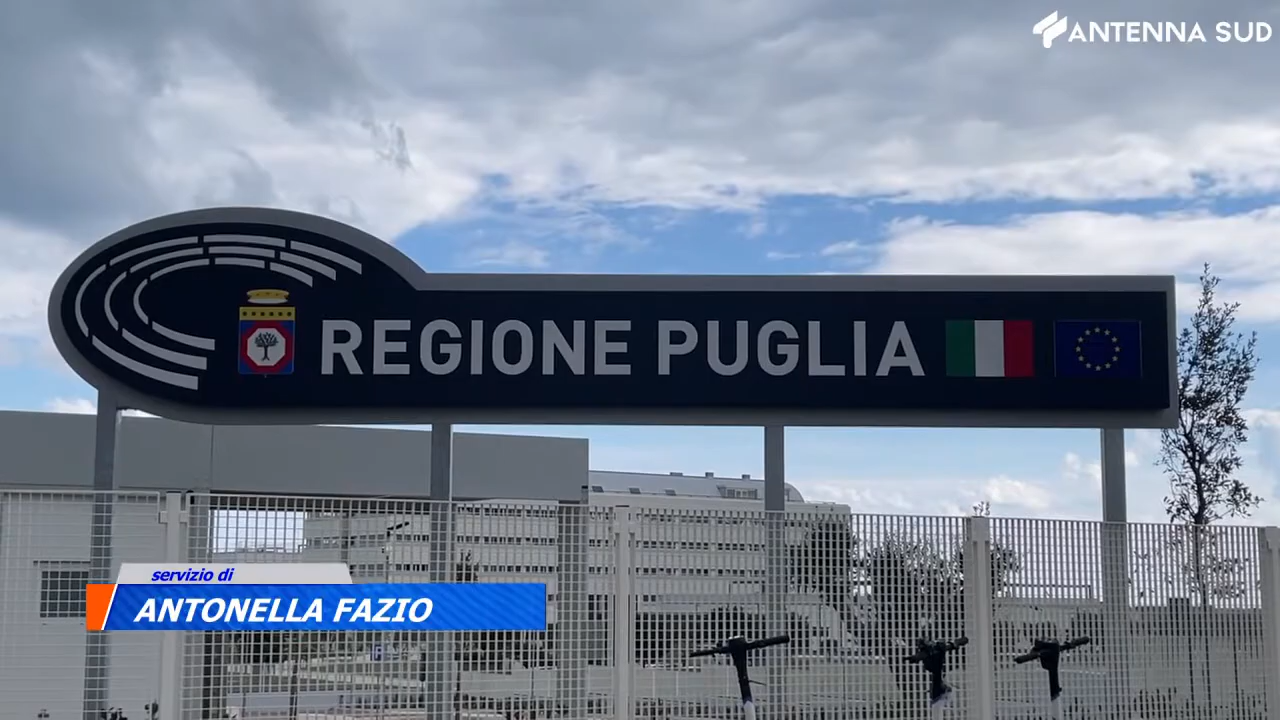 ANTENNA SUD
REGIONE PUGLIA
servizio di
ANTONELLA FAZIO